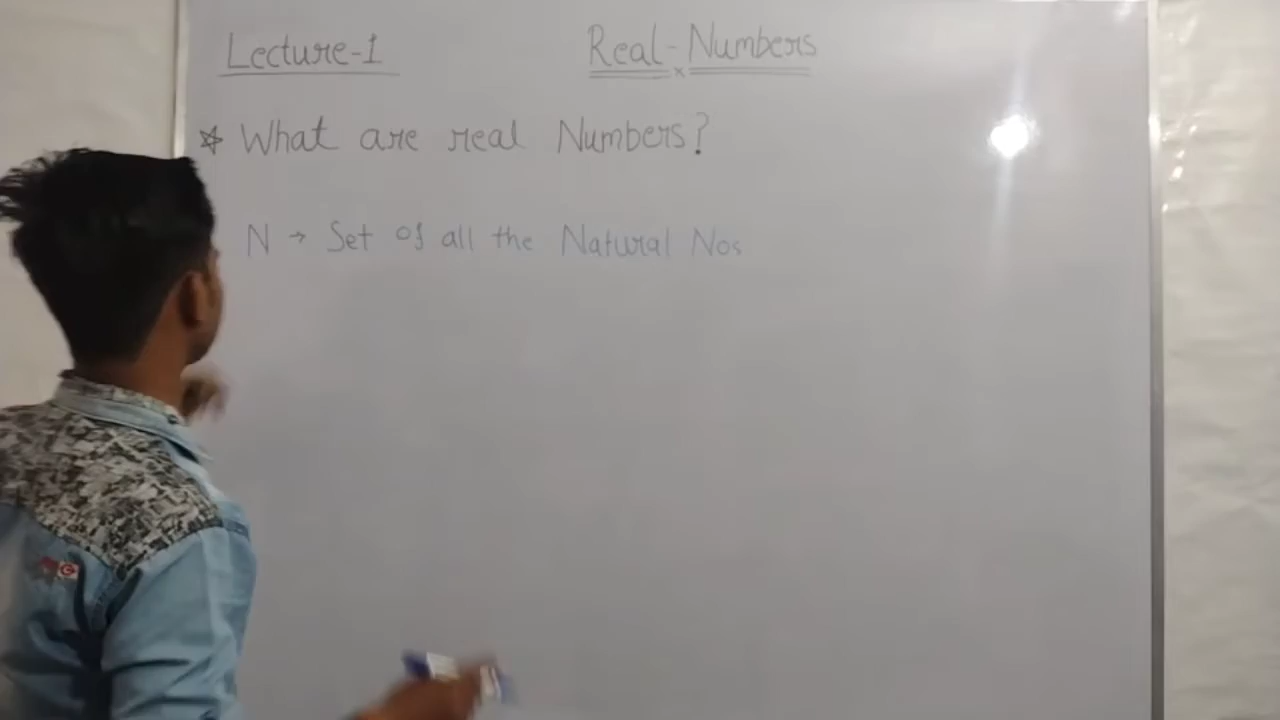 Lecture-1
Real-Numbers
☆ What are real Numbers?
N → Set of all the Natural Nos